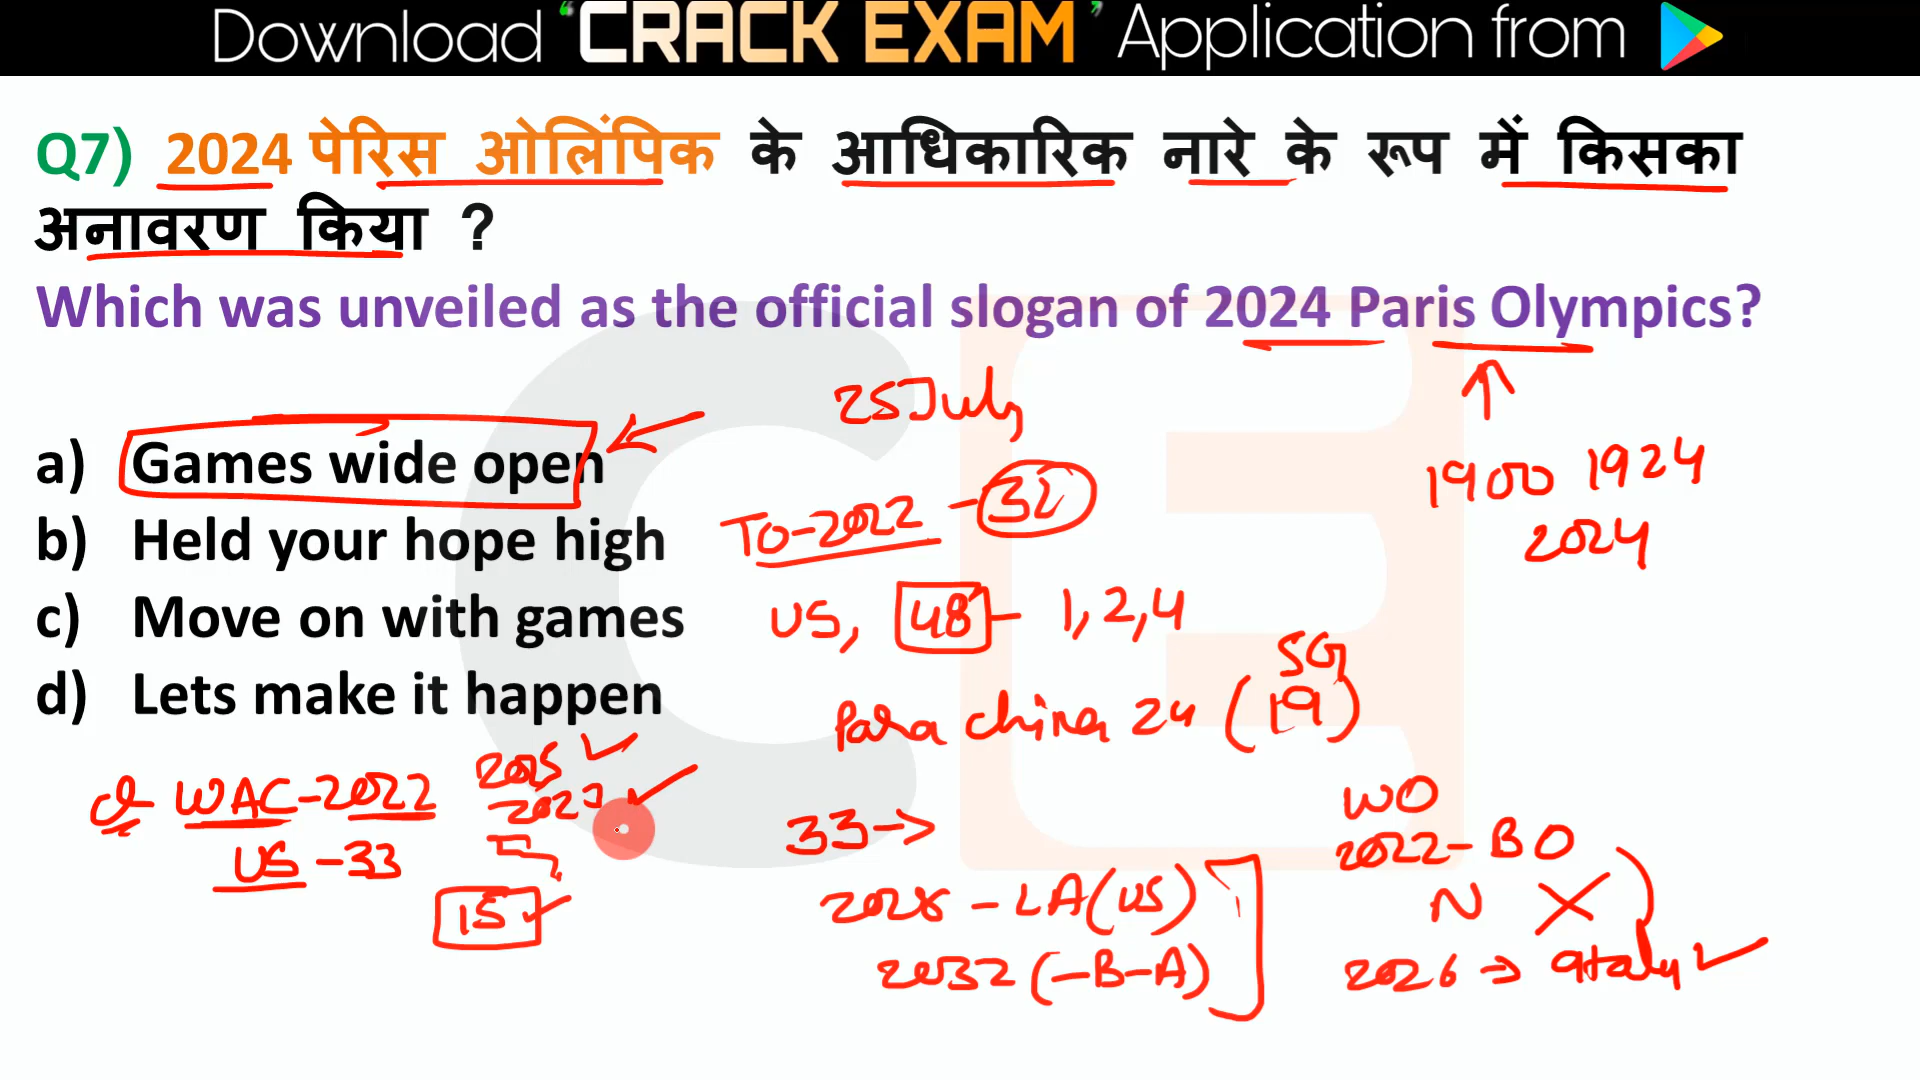 Download "CRACK EXAM" Application from
Q7) 2024 पेरिस ओलिंपिक के आधिकारिक नारे के रूप में किसका
अनावरण किया ?
Which was unveiled as the official slogan of 2024 Paris Olympics?
a) Games wide open
b) Held your hope high
c) Move on with games
d) Lets make it happen
25 July
TO-2022 - 32
US, 48 - 1, 2, 4
Para China 24 (19)
SG
33 →
2028 - LA (US)
2032 (-B-A)
1900 1924
2024
WO
2022 - BO
N X
2026 → Italy
WAC-2022
US - 33
2025
2023
15
CE